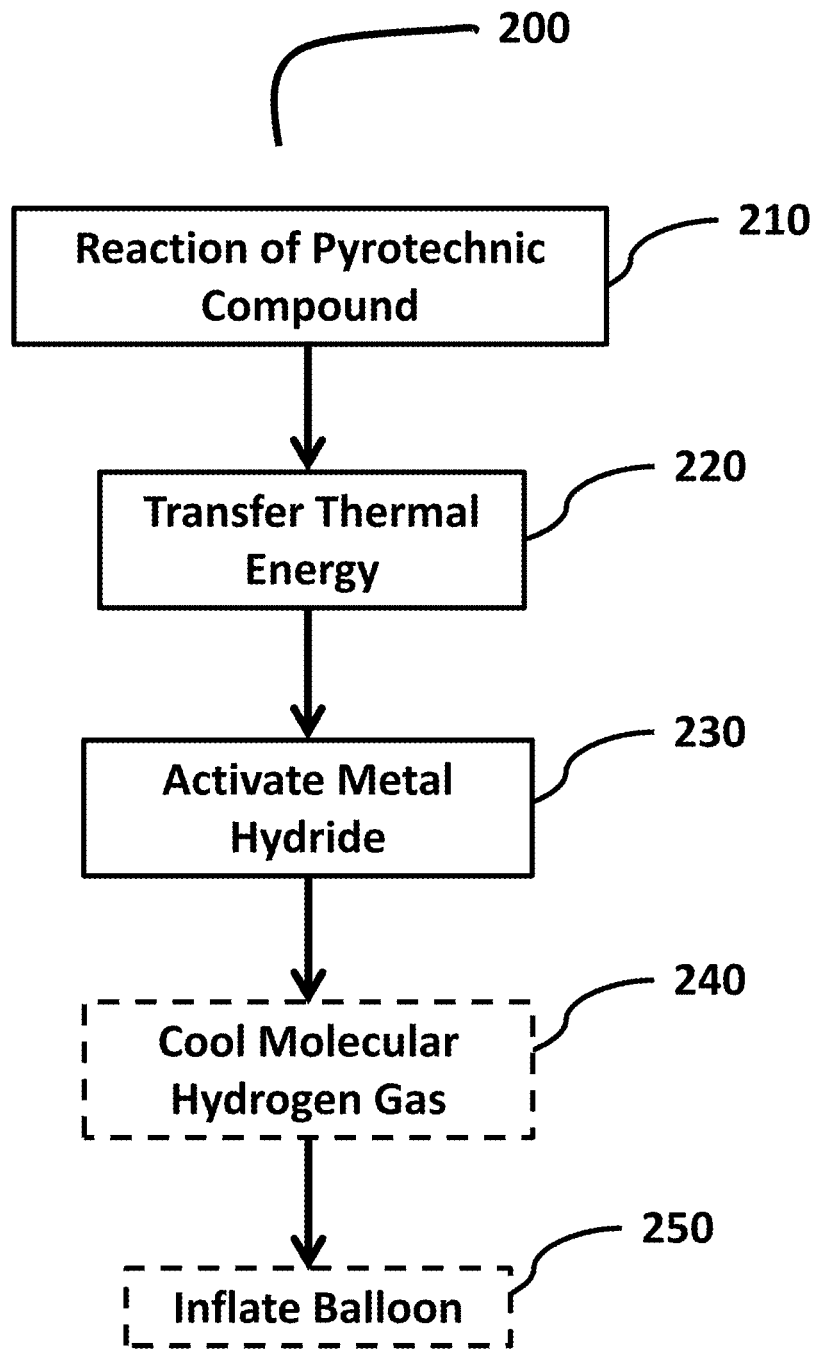 200
Reaction of Pyrotechnic
Compound
210
Transfer Thermal
Energy
220
Activate Metal
Hydride
230
Cool Molecular
Hydrogen Gas
240
Inflate Balloon
250